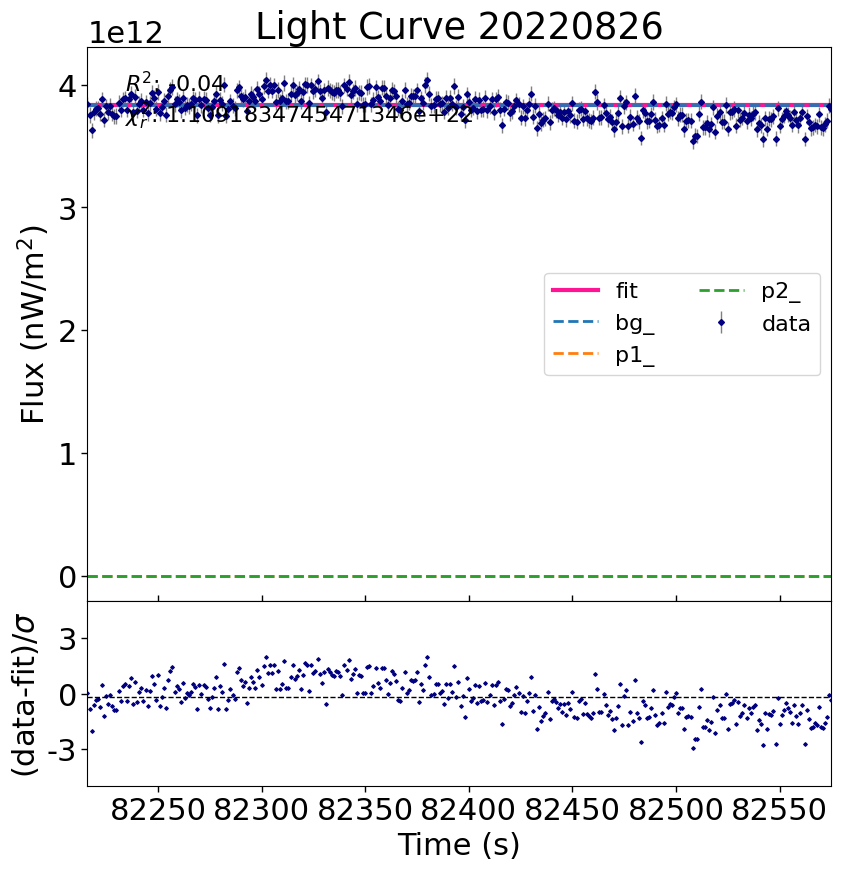 Light Curve 20220826
1e12
R²: -0.04
χ²ᵣ: 1.1091834745471346e+22
4
3
2
1
0
Flux (nW/m²)
fit
bg_
p1_
p2_
data
3
0
-3
(data-fit)/σ
82250 82300 82350 82400 82450 82500 82550
Time (s)